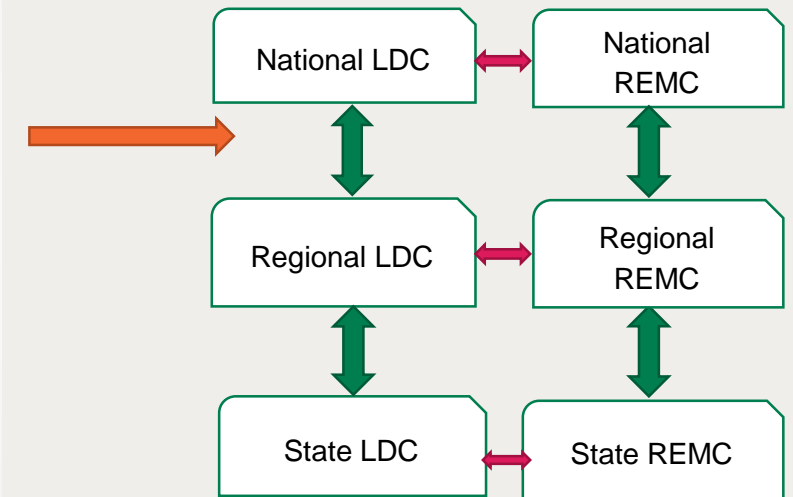 National LDC
National
REMC
Regional LDC
Regional
REMC
State LDC
State REMC